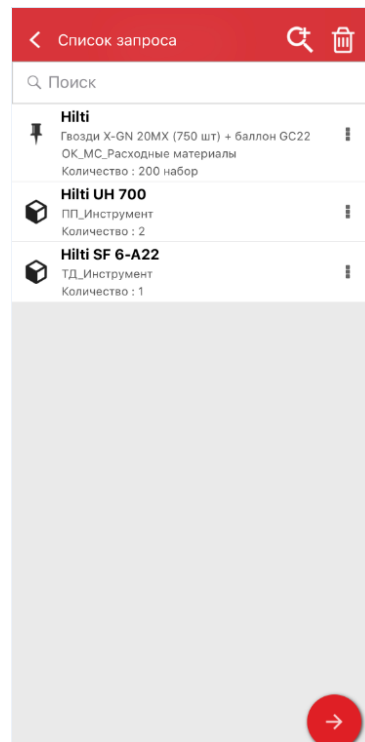 Список запроса
Поиск
Hilti
Гвозди X-GN 20MX (750 шт) + баллон GC22
ОК_МС_Расходные материалы
Количество : 200 набор
Hilti UH 700
ПП_Инструмент
Количество : 2
Hilti SF 6-A22
ТД_Инструмент
Количество : 1